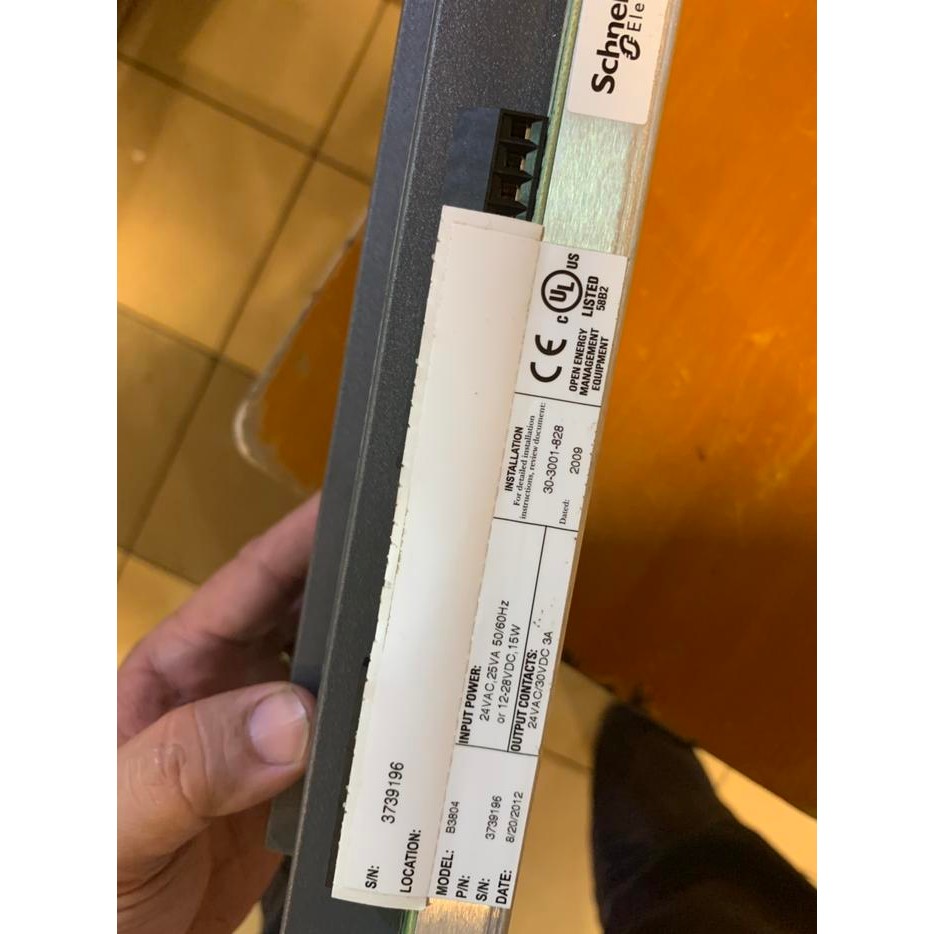 Schne
Ele
S/N: 3739196
LOCATION:
MODEL: B3804
P/N:
S/N: 3739196
DATE: 8/20/2012
INPUT POWER:
24VAC,25VA 50/60Hz
or 12-28VDC,15W
OUTPUT CONTACTS:
24VAC/30VDC 3A
INSTALLATION
For detailed installation
instructions, review document:
30-3001-828
Dated: 2009
CE
C UL US
LISTED
58B2
OPEN ENERGY
MANAGEMENT
EQUIPMENT